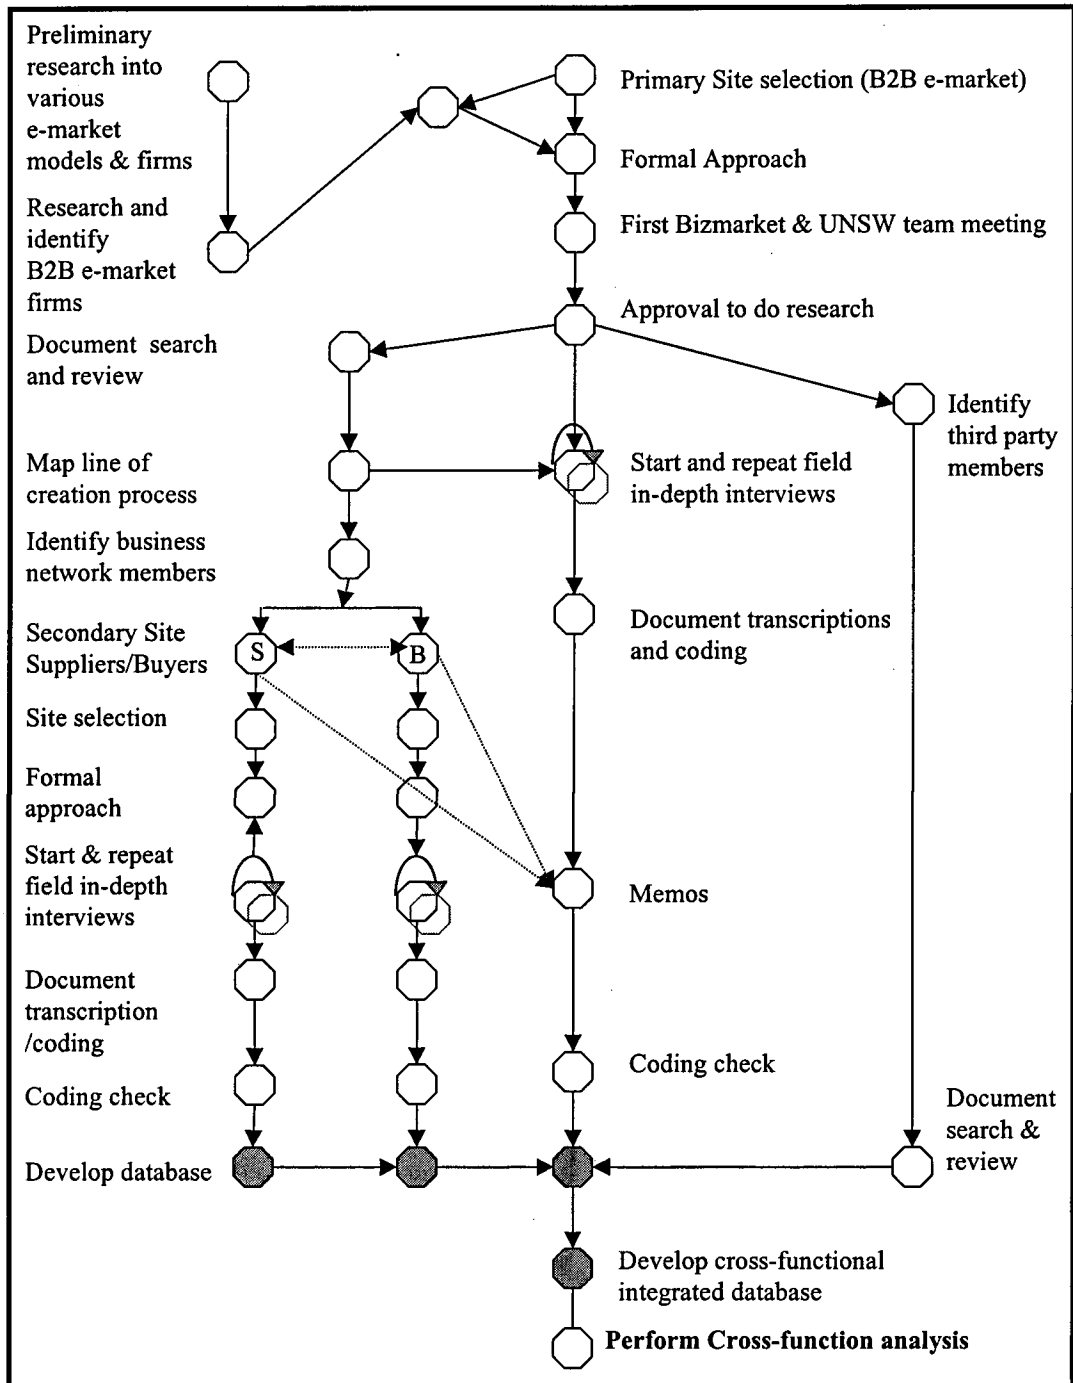 Preliminary
research into
various
e-market
models & firms
Primary Site selection (B2B e-market)
Formal Approach
Research and
identify
B2B e-market
firms
First Bizmarket & UNSW team meeting
Approval to do research
Document search
and review
Identify
third party
members
Map line of
creation process
Start and repeat field
in-depth interviews
Identify business
network members
Secondary Site
Suppliers/Buyers
S
B
Document transcriptions
and coding
Site selection
Formal
approach
Start & repeat
field in-depth
interviews
Memos
Document
transcription
/coding
Coding check
Coding check
Document
search &
review
Develop database
Develop cross-functional
integrated database
Perform Cross-function analysis